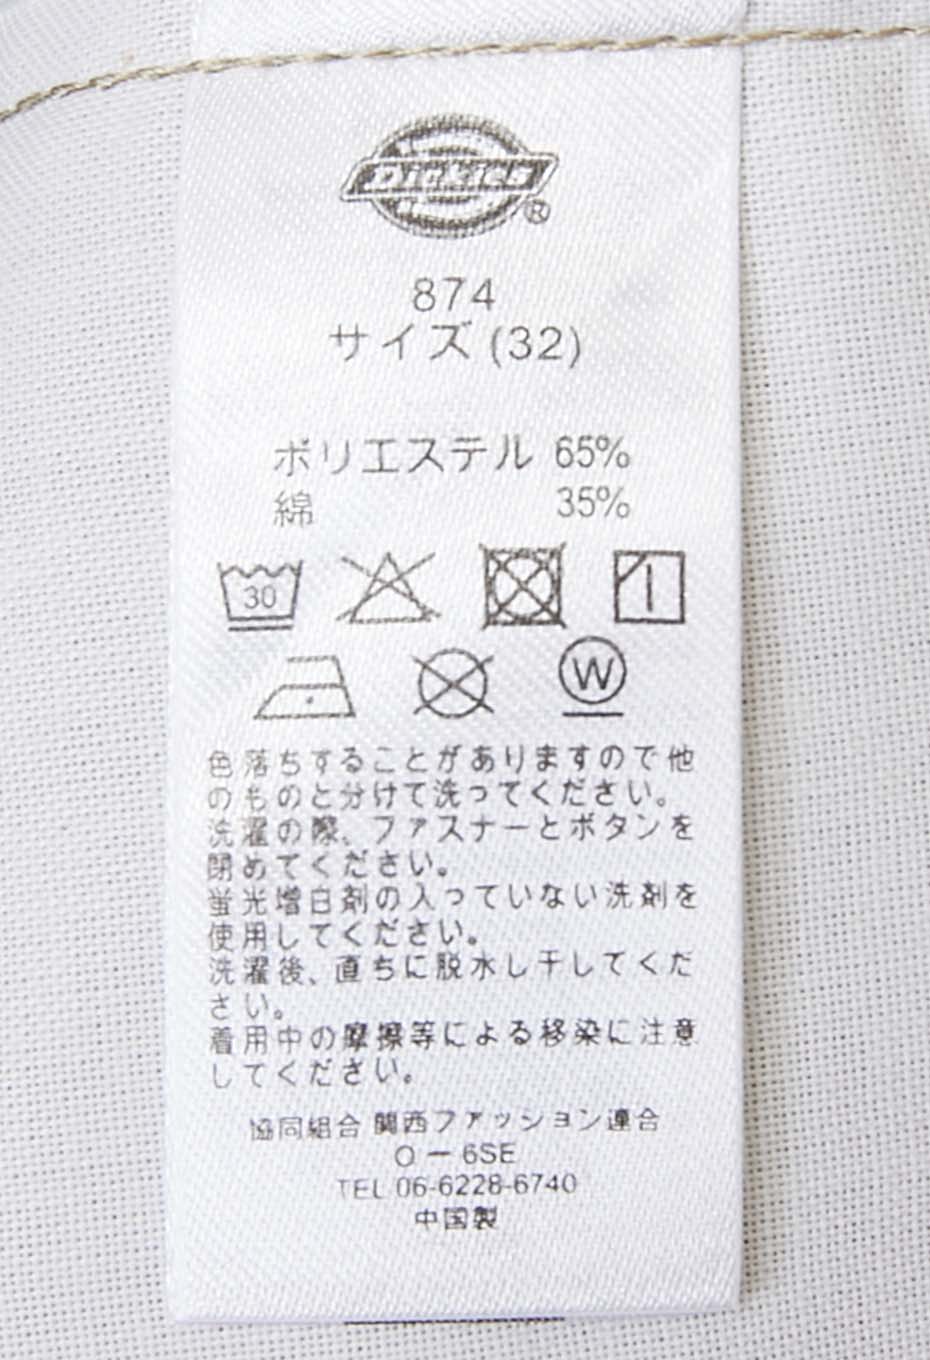 Dickies
®
874
サイズ (32)
ポリエステル 65%
綿 35%
30
W
色落ちすることがありますので他
のものと分けて洗ってください。
洗濯の際、ファスナーとボタンを
閉めてください。
蛍光増白剤の入っていない洗剤を
使用してください。
洗濯後、直ちに脱水し干してくだ
さい。
着用中の摩擦等による移染に注意
してください。
協同組合 関西ファッション連合
O ー 6SE
TEL 06-6228-6740
中国製